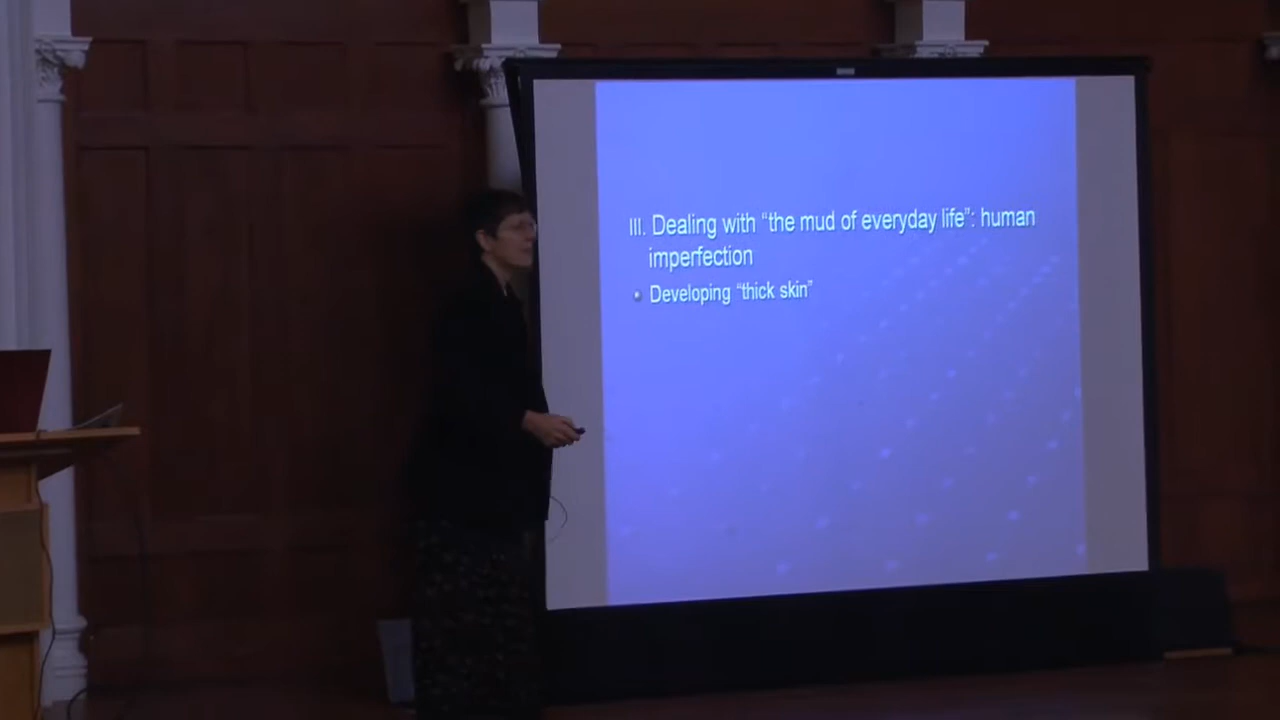 III. Dealing with “the mud of everyday life”: human
imperfection
Developing “thick skin”